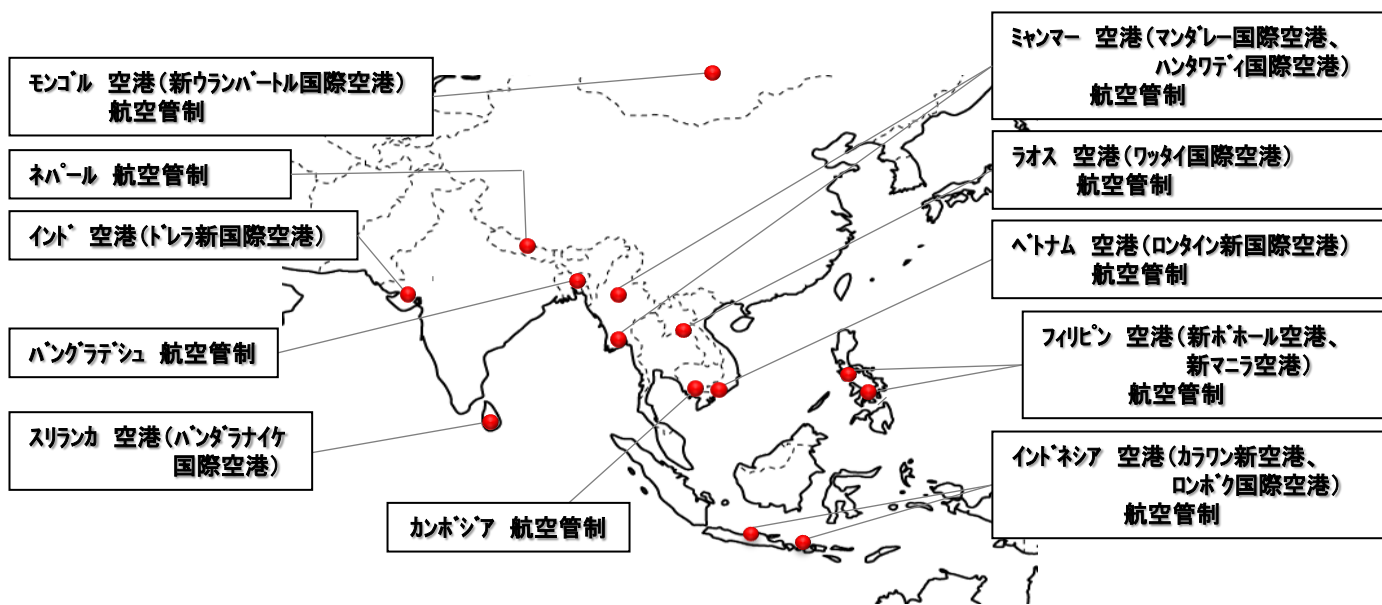 モンゴル 空港(新ウランバートル国際空港)
航空管制
ネパール 航空管制
インド 空港(ドレラ新国際空港)
バングラデシュ 航空管制
スリランカ 空港(バンダラナイケ
国際空港)
カンボジア 航空管制
ミャンマー 空港(マンダレー国際空港、
ハンタワディ国際空港)
航空管制
ラオス 空港(ワッタイ国際空港)
航空管制
ベトナム 空港(ロンタイン新国際空港)
航空管制
フィリピン 空港(新ボホール空港、
新マニラ空港)
航空管制
インドネシア 空港(カラワン新空港、
ロンボク国際空港)
航空管制